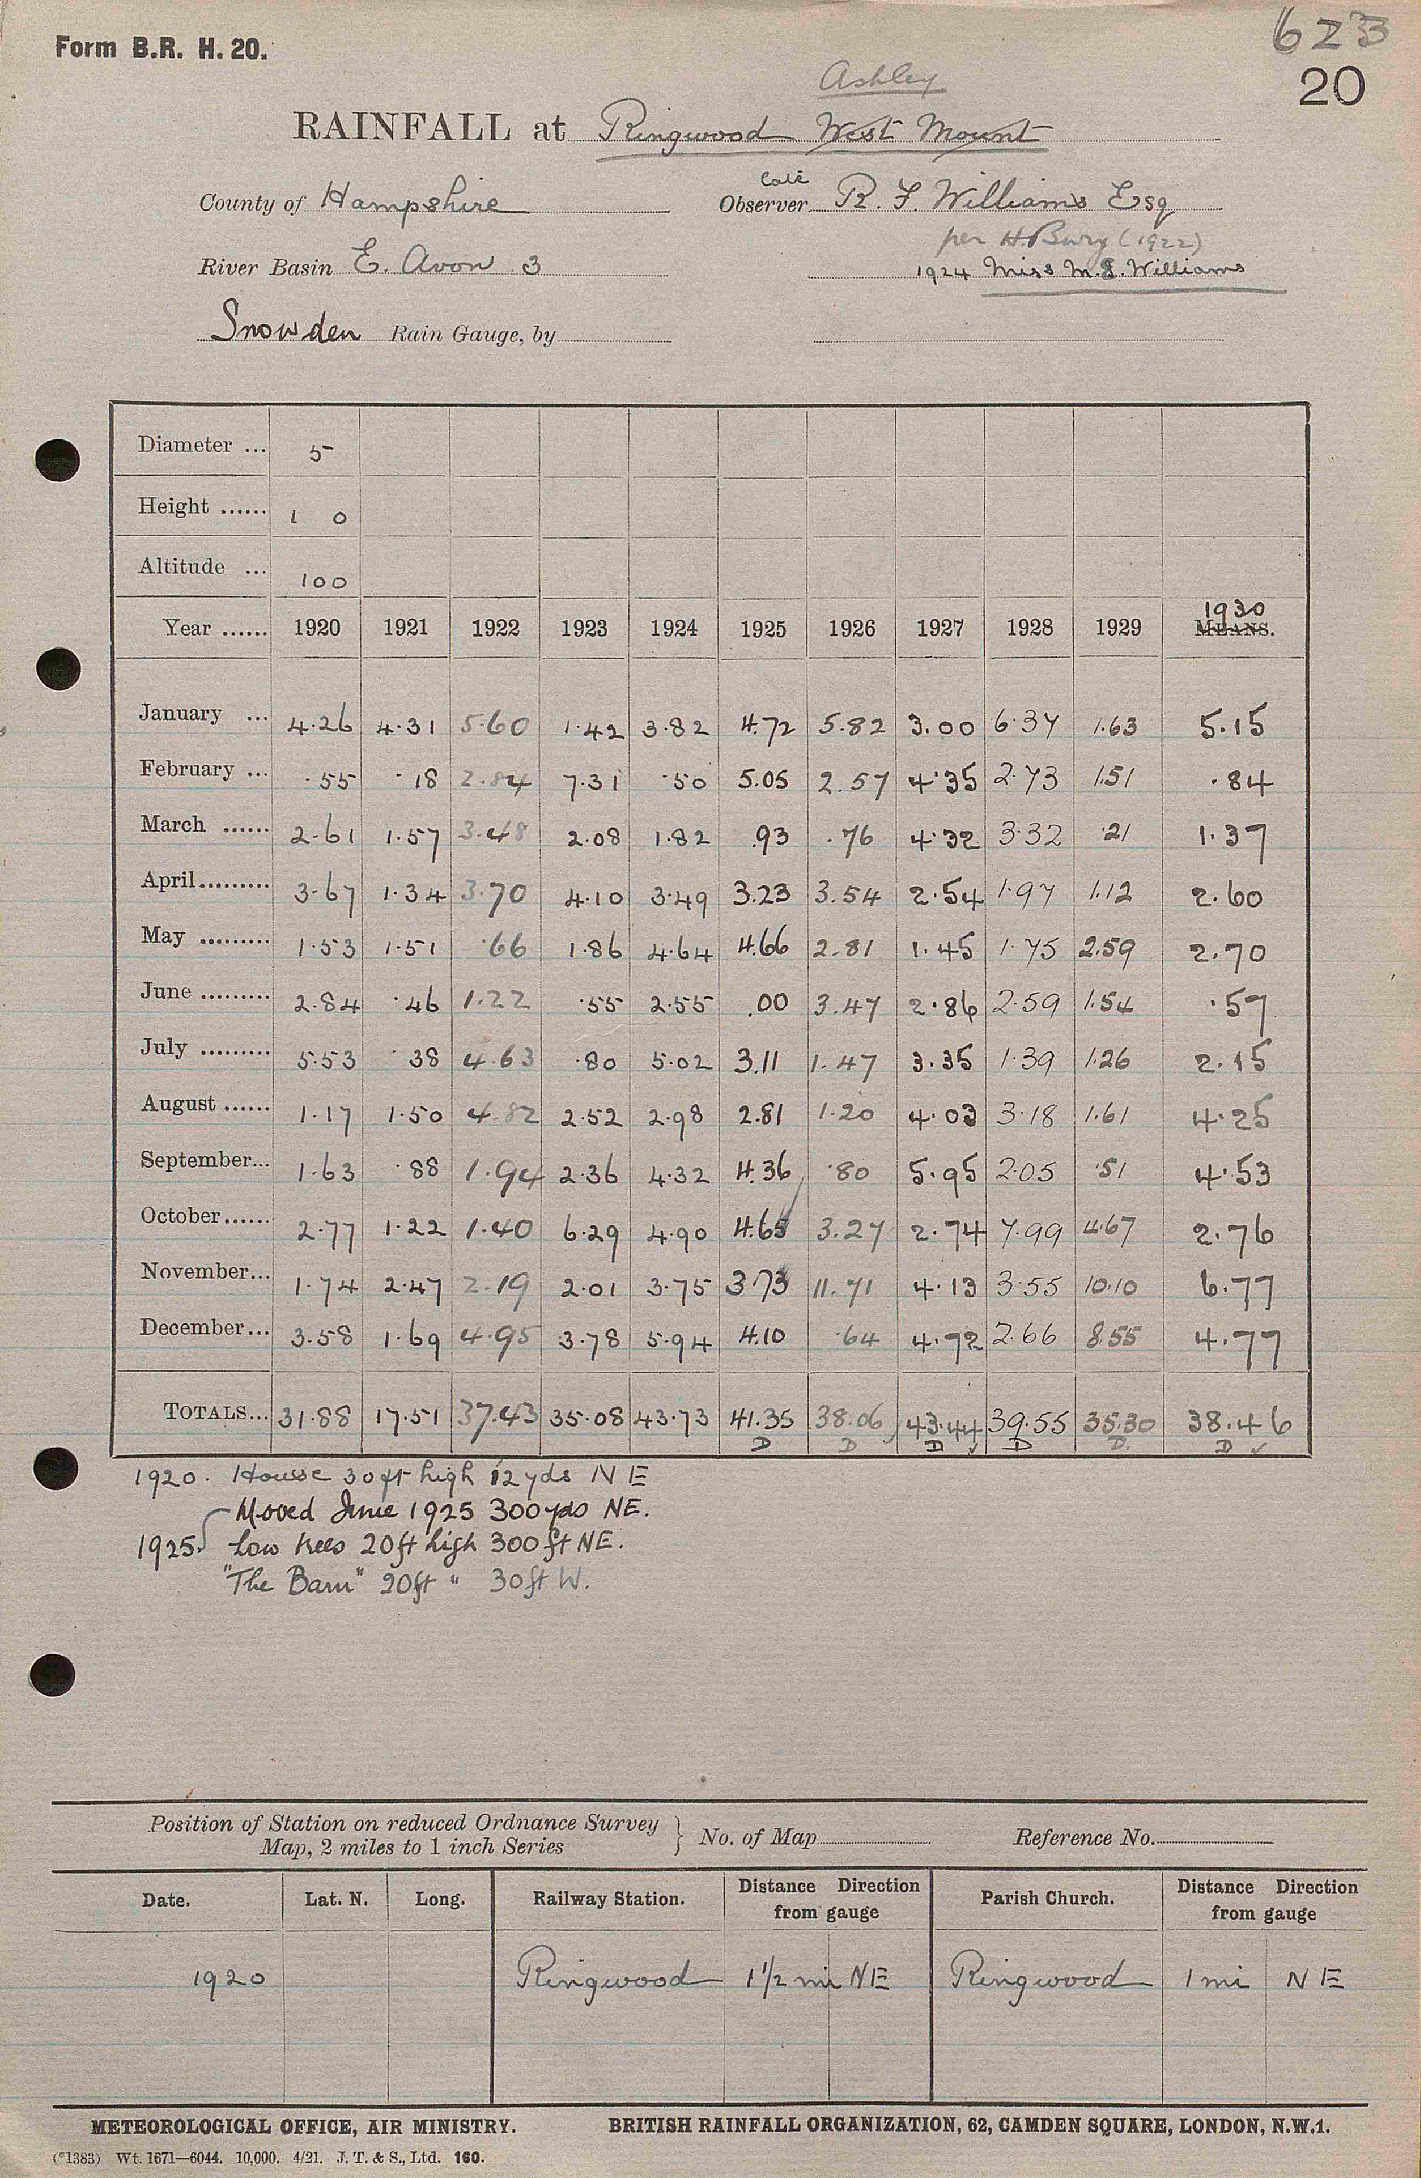 623
Form B.R. H. 20.
20
Ashley
RAINFALL at Ringwood West Mount
County of Hampshire
late
Observer R. F. Williams Esq
per H. Bury (1922)
River Basin E. Avon 3
1924 Miss M. S. Williams
Snowden Rain Gauge, by
Diameter ... 5
Height ...... 1 0
Altitude ... 100
1930
Year ...... 1920 1921 1922 1923 1924 1925 1926 1927 1928 1929 MEANS.
January ... 4.26 4.31 5.60 1.42 3.82 4.72 5.82 3.00 6.37 1.63 5.15
February ... .55 .18 2.84 7.31 .50 5.05 2.57 4.35 2.73 1.51 .84
March ...... 2.61 1.57 3.48 2.08 1.82 .93 .76 4.32 3.32 .21 1.37
April......... 3.67 1.34 3.70 4.10 3.49 3.23 3.54 2.54 1.97 1.12 2.60
May ......... 1.53 1.51 .66 1.86 4.64 4.66 2.81 1.45 1.75 2.59 2.70
June ......... 2.84 .46 1.22 .55 2.55 .00 3.47 2.86 2.59 1.54 .57
July ......... 5.53 .38 4.63 .80 5.02 3.11 1.47 3.35 1.39 1.26 2.15
August ...... 1.17 1.50 4.82 2.52 2.98 2.81 1.20 4.03 3.18 1.61 4.25
September... 1.63 .88 1.94 2.36 4.32 4.36 .80 5.95 2.05 .51 4.53
October...... 2.77 1.22 1.40 6.29 4.90 4.65 3.27 2.74 7.99 4.67 2.76
November... 1.74 2.47 2.19 2.01 3.75 3.73 11.71 4.13 3.55 10.10 6.77
December... 3.58 1.69 4.95 3.78 5.94 4.10 .64 4.72 2.66 8.55 4.77
TOTALS... 31.88 17.51 37.43 35.08 43.73 41.35 38.06 43.44 39.55 35.30 38.46
D D D ✓ D D. D ✓
1920. House 30ft high 12yds NE
Moved June 1925 300yds NE.
1925. Low trees 20ft high 300ft NE.
"The Barn" 20ft " 30ft W.
Position of Station on reduced Ordnance Survey
Map, 2 miles to 1 inch Series
No. of Map
Reference No.
Date. Lat. N. Long. Railway Station. Distance Direction from gauge Parish Church. Distance Direction from gauge
1920 Ringwood 1 1/2 mi NE Ringwood 1 mi NE
METEOROLOGICAL OFFICE, AIR MINISTRY. BRITISH RAINFALL ORGANIZATION, 62, CAMDEN SQUARE, LONDON, N.W.1.
(*1383) Wt. 1671—6044. 10,000. 4/21. J. T. & S., Ltd. 160.